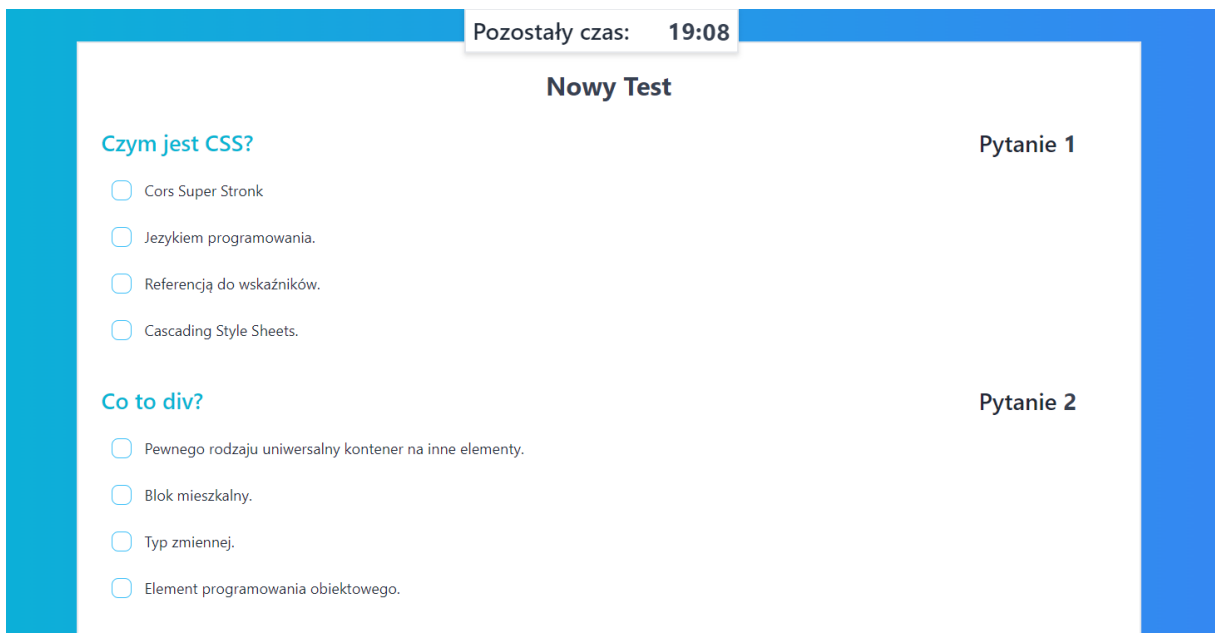 Pozostały czas: 19:08
Nowy Test
Czym jest CSS? Pytanie 1
Cors Super Stronk
Jezykiem programowania.
Referencją do wskaźników.
Cascading Style Sheets.
Co to div? Pytanie 2
Pewnego rodzaju uniwersalny kontener na inne elementy.
Blok mieszkalny.
Typ zmiennej.
Element programowania obiektowego.